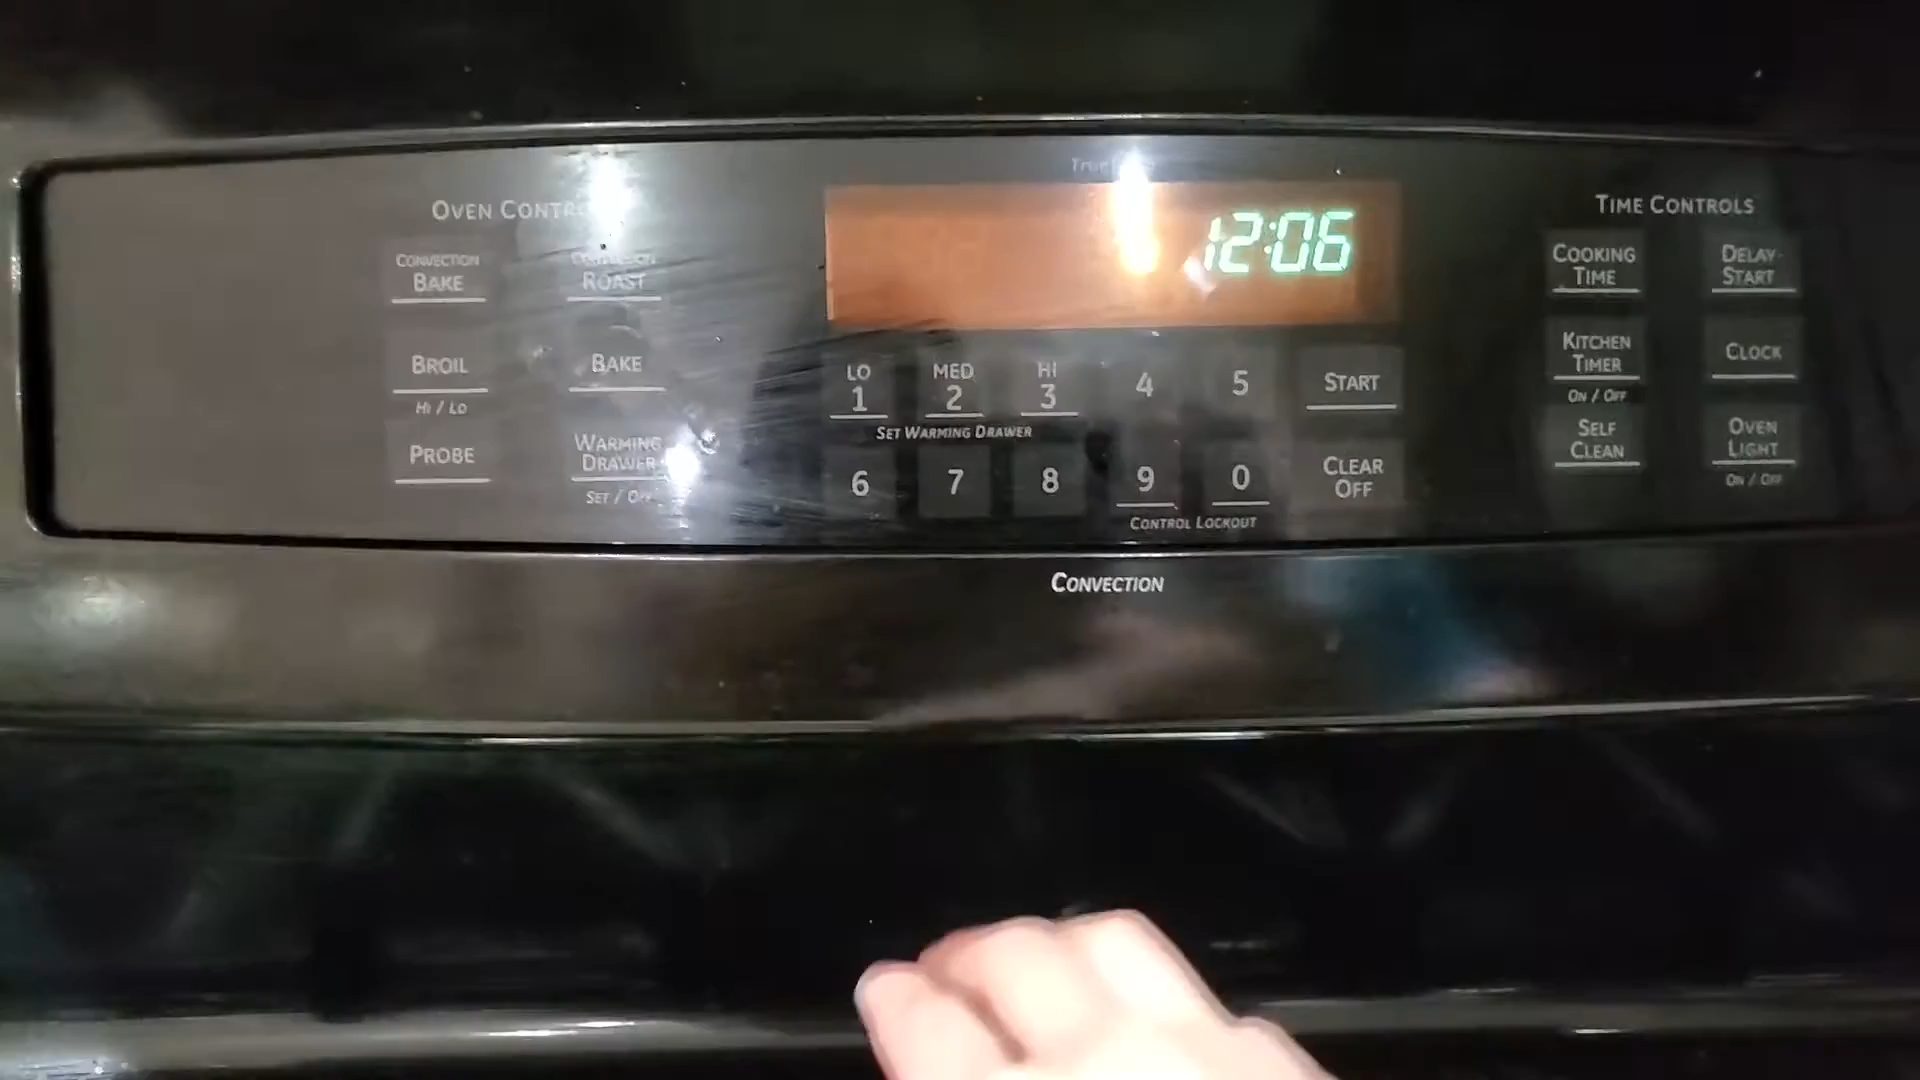 True
OVEN CONTR
12:06
TIME CONTROLS
CONVECTION
BAKE
ROAST
BROIL
HI / LO
BAKE
PROBE
WARMING
DRAWER
SET / OFF
LO
1
MED
2
HI
3
4
5
START
SET WARMING DRAWER
6
7
8
9
0
CLEAR
OFF
CONTROL LOCKOUT
COOKING
TIME
DELAY-
START
KITCHEN
TIMER
ON / OFF
CLOCK
SELF
CLEAN
OVEN
LIGHT
ON / OFF
CONVECTION